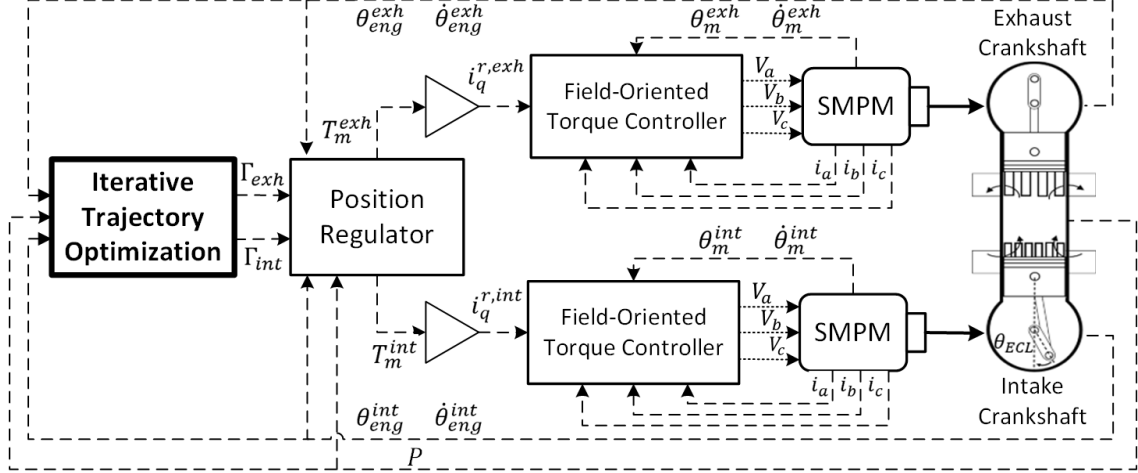 θ_eng^exh θ̇_eng^exh
θ_m^exh θ̇_m^exh
Exhaust
Crankshaft
i_q^{r,exh}
Field-Oriented
Torque Controller
V_a
V_b
V_c
SMPM
T_m^exh
i_a i_b i_c
Iterative
Trajectory
Optimization
Γ_exh
Γ_int
Position
Regulator
θ_m^int θ̇_m^int
i_q^{r,int}
Field-Oriented
Torque Controller
V_a
V_b
V_c
SMPM
T_m^int
i_a i_b i_c
θ_ECL
Intake
Crankshaft
θ_eng^int θ̇_eng^int
P